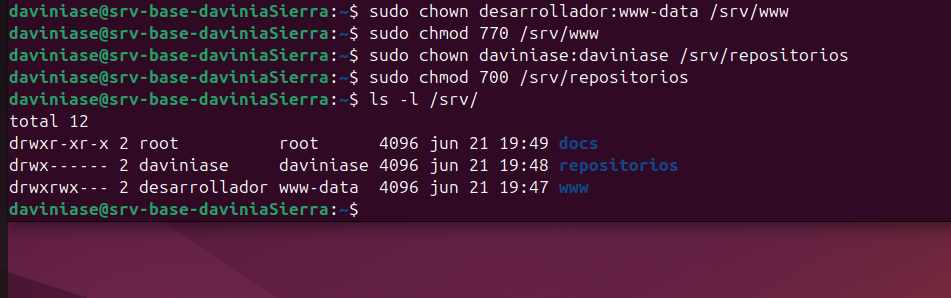 daviniase@srv-base-daviniaSierra:~$ sudo chown desarrollador:www-data /srv/www
daviniase@srv-base-daviniaSierra:~$ sudo chmod 770 /srv/www
daviniase@srv-base-daviniaSierra:~$ sudo chown daviniase:daviniase /srv/repositorios
daviniase@srv-base-daviniaSierra:~$ sudo chmod 700 /srv/repositorios
daviniase@srv-base-daviniaSierra:~$ ls -l /srv/
total 12
drwxr-xr-x 2 root          root      4096 jun 21 19:49 docs
drwx------ 2 daviniase     daviniase 4096 jun 21 19:48 repositorios
drwxrwx--- 2 desarrollador www-data  4096 jun 21 19:47 www
daviniase@srv-base-daviniaSierra:~$